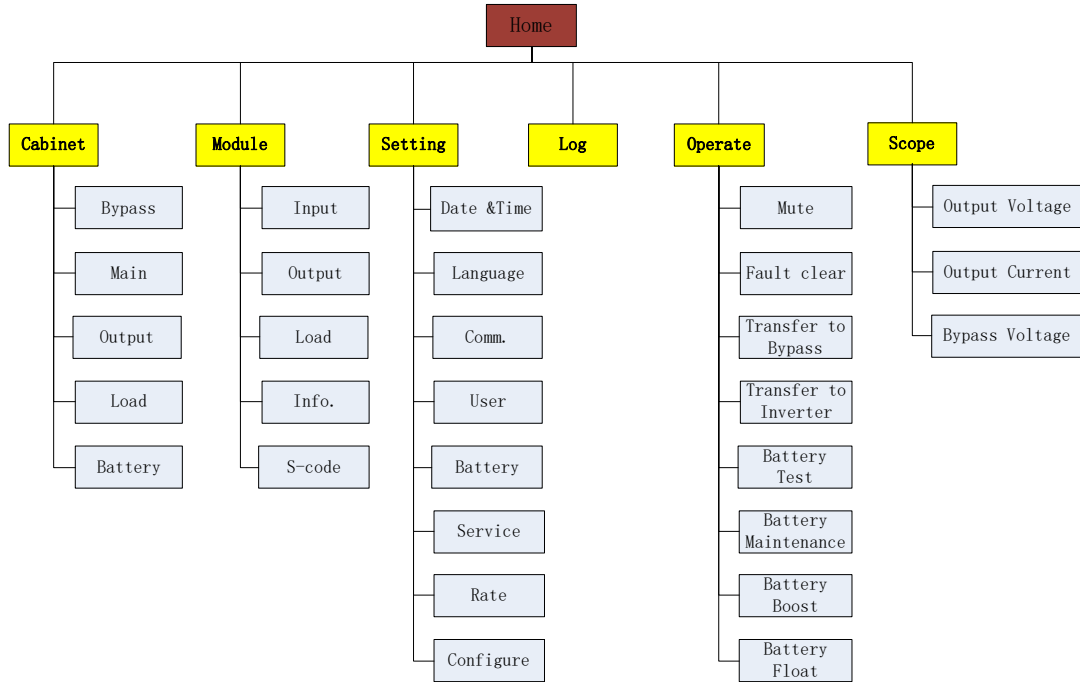 Home
Cabinet
Bypass
Main
Output
Load
Battery
Module
Input
Output
Load
Info.
S-code
Setting
Date &Time
Language
Comm.
User
Battery
Service
Rate
Configure
Log
Operate
Mute
Fault clear
Transfer to
Bypass
Transfer to
Inverter
Battery
Test
Battery
Maintenance
Battery
Boost
Battery
Float
Scope
Output Voltage
Output Current
Bypass Voltage